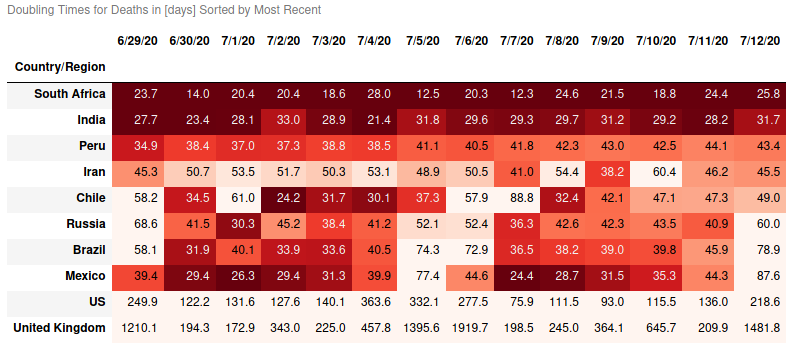 Doubling Times for Deaths in [days] Sorted by Most Recent
6/29/20 6/30/20 7/1/20 7/2/20 7/3/20 7/4/20 7/5/20 7/6/20 7/7/20 7/8/20 7/9/20 7/10/20 7/11/20 7/12/20
Country/Region
South Africa 23.7 14.0 20.4 20.4 18.6 28.0 12.5 20.3 12.3 24.6 21.5 18.8 24.4 25.8
India 27.7 23.4 28.1 33.0 28.9 21.4 31.8 29.6 29.3 29.7 31.2 29.2 28.2 31.7
Peru 34.9 38.4 37.0 37.3 38.8 38.5 41.1 40.5 41.8 42.3 43.0 42.5 44.1 43.4
Iran 45.3 50.7 53.5 51.7 50.3 53.1 48.9 50.5 41.0 54.4 38.2 60.4 46.2 45.5
Chile 58.2 34.5 61.0 24.2 31.7 30.1 37.3 57.9 88.8 32.4 42.1 47.1 47.3 49.0
Russia 68.6 41.5 30.3 45.2 38.4 41.2 52.1 52.4 36.3 42.6 42.3 43.5 40.9 60.0
Brazil 58.1 31.9 40.1 33.9 33.6 40.5 74.3 72.9 36.5 38.2 39.0 39.8 45.9 78.9
Mexico 39.4 29.4 26.3 29.4 31.3 39.9 77.4 44.6 24.4 28.7 31.5 35.3 44.3 87.6
US 249.9 122.2 131.6 127.6 140.1 363.6 332.1 277.5 75.9 111.5 93.0 115.5 136.0 218.6
United Kingdom 1210.1 194.3 172.9 343.0 225.0 457.8 1395.6 1919.7 198.5 245.0 364.1 645.7 209.9 1481.8